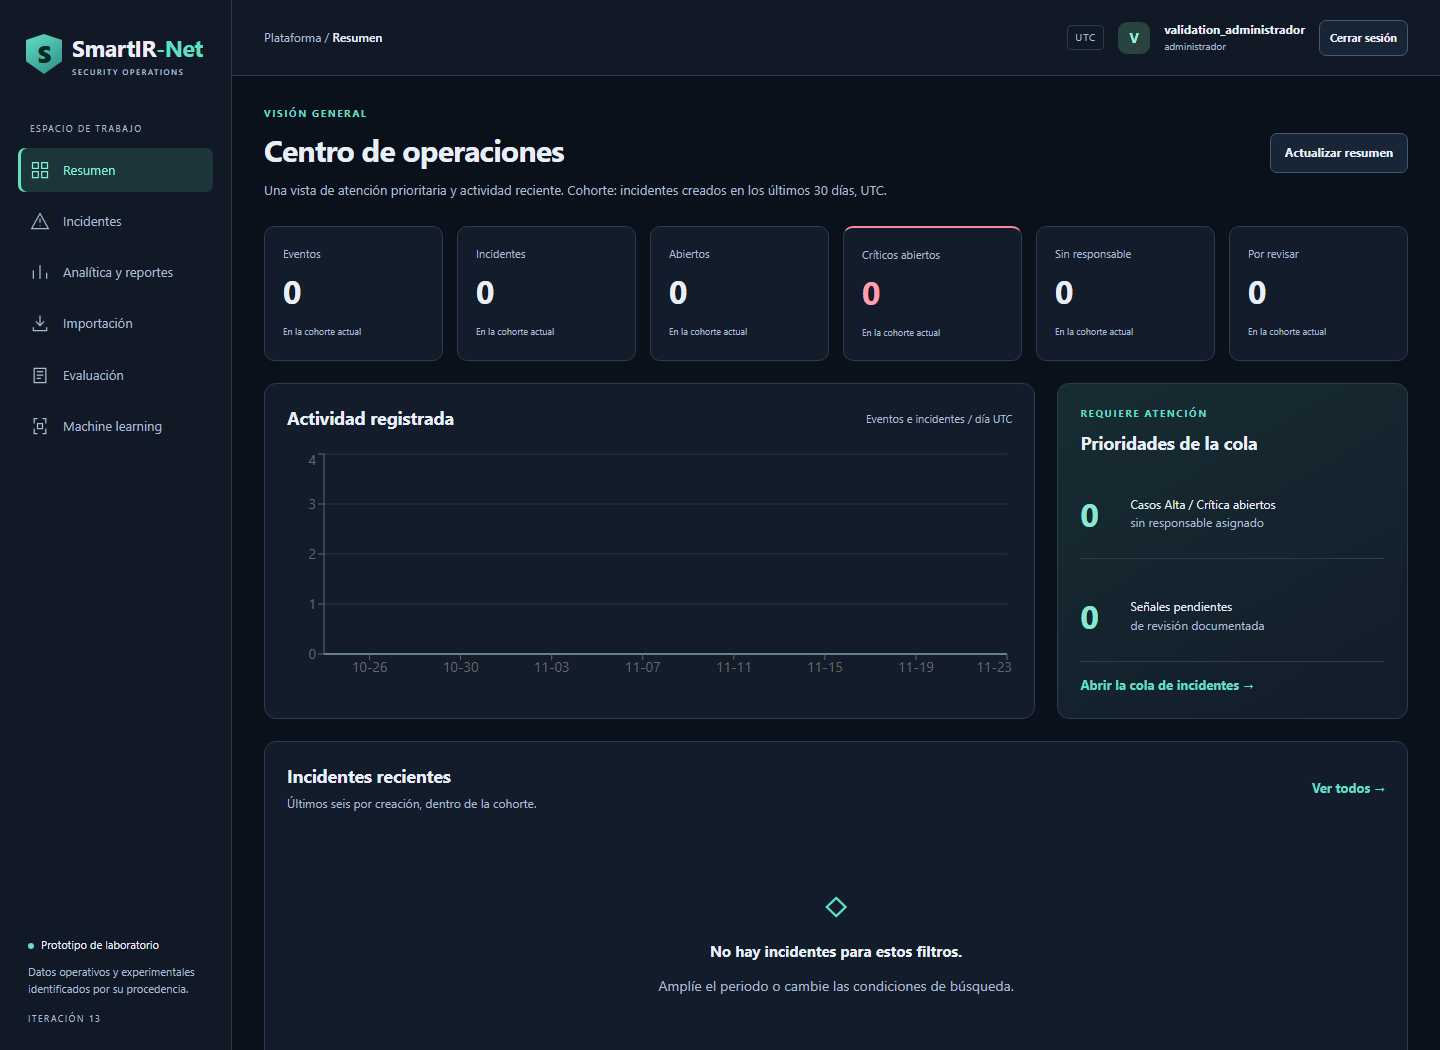 SmartIR-Net
SECURITY OPERATIONS
ESPACIO DE TRABAJO
Resumen
Incidentes
Analítica y reportes
Importación
Evaluación
Machine learning
Prototipo de laboratorio
Datos operativos y experimentales
identificados por su procedencia.
ITERACIÓN 13
Plataforma / Resumen
UTC
V
validation_administrador
administrador
Cerrar sesión
VISIÓN GENERAL
Centro de operaciones
Una vista de atención prioritaria y actividad reciente. Cohorte: incidentes creados en los últimos 30 días, UTC.
Actualizar resumen
Eventos
0
En la cohorte actual
Incidentes
0
En la cohorte actual
Abiertos
0
En la cohorte actual
Críticos abiertos
0
En la cohorte actual
Sin responsable
0
En la cohorte actual
Por revisar
0
En la cohorte actual
Actividad registrada
Eventos e incidentes / día UTC
4
3
2
1
0
10-26 10-30 11-03 11-07 11-11 11-15 11-19 11-23
REQUIERE ATENCIÓN
Prioridades de la cola
0
Casos Alta / Crítica abiertos
sin responsable asignado
0
Señales pendientes
de revisión documentada
Abrir la cola de incidentes →
Incidentes recientes
Últimos seis por creación, dentro de la cohorte.
Ver todos →
No hay incidentes para estos filtros.
Amplíe el periodo o cambie las condiciones de búsqueda.